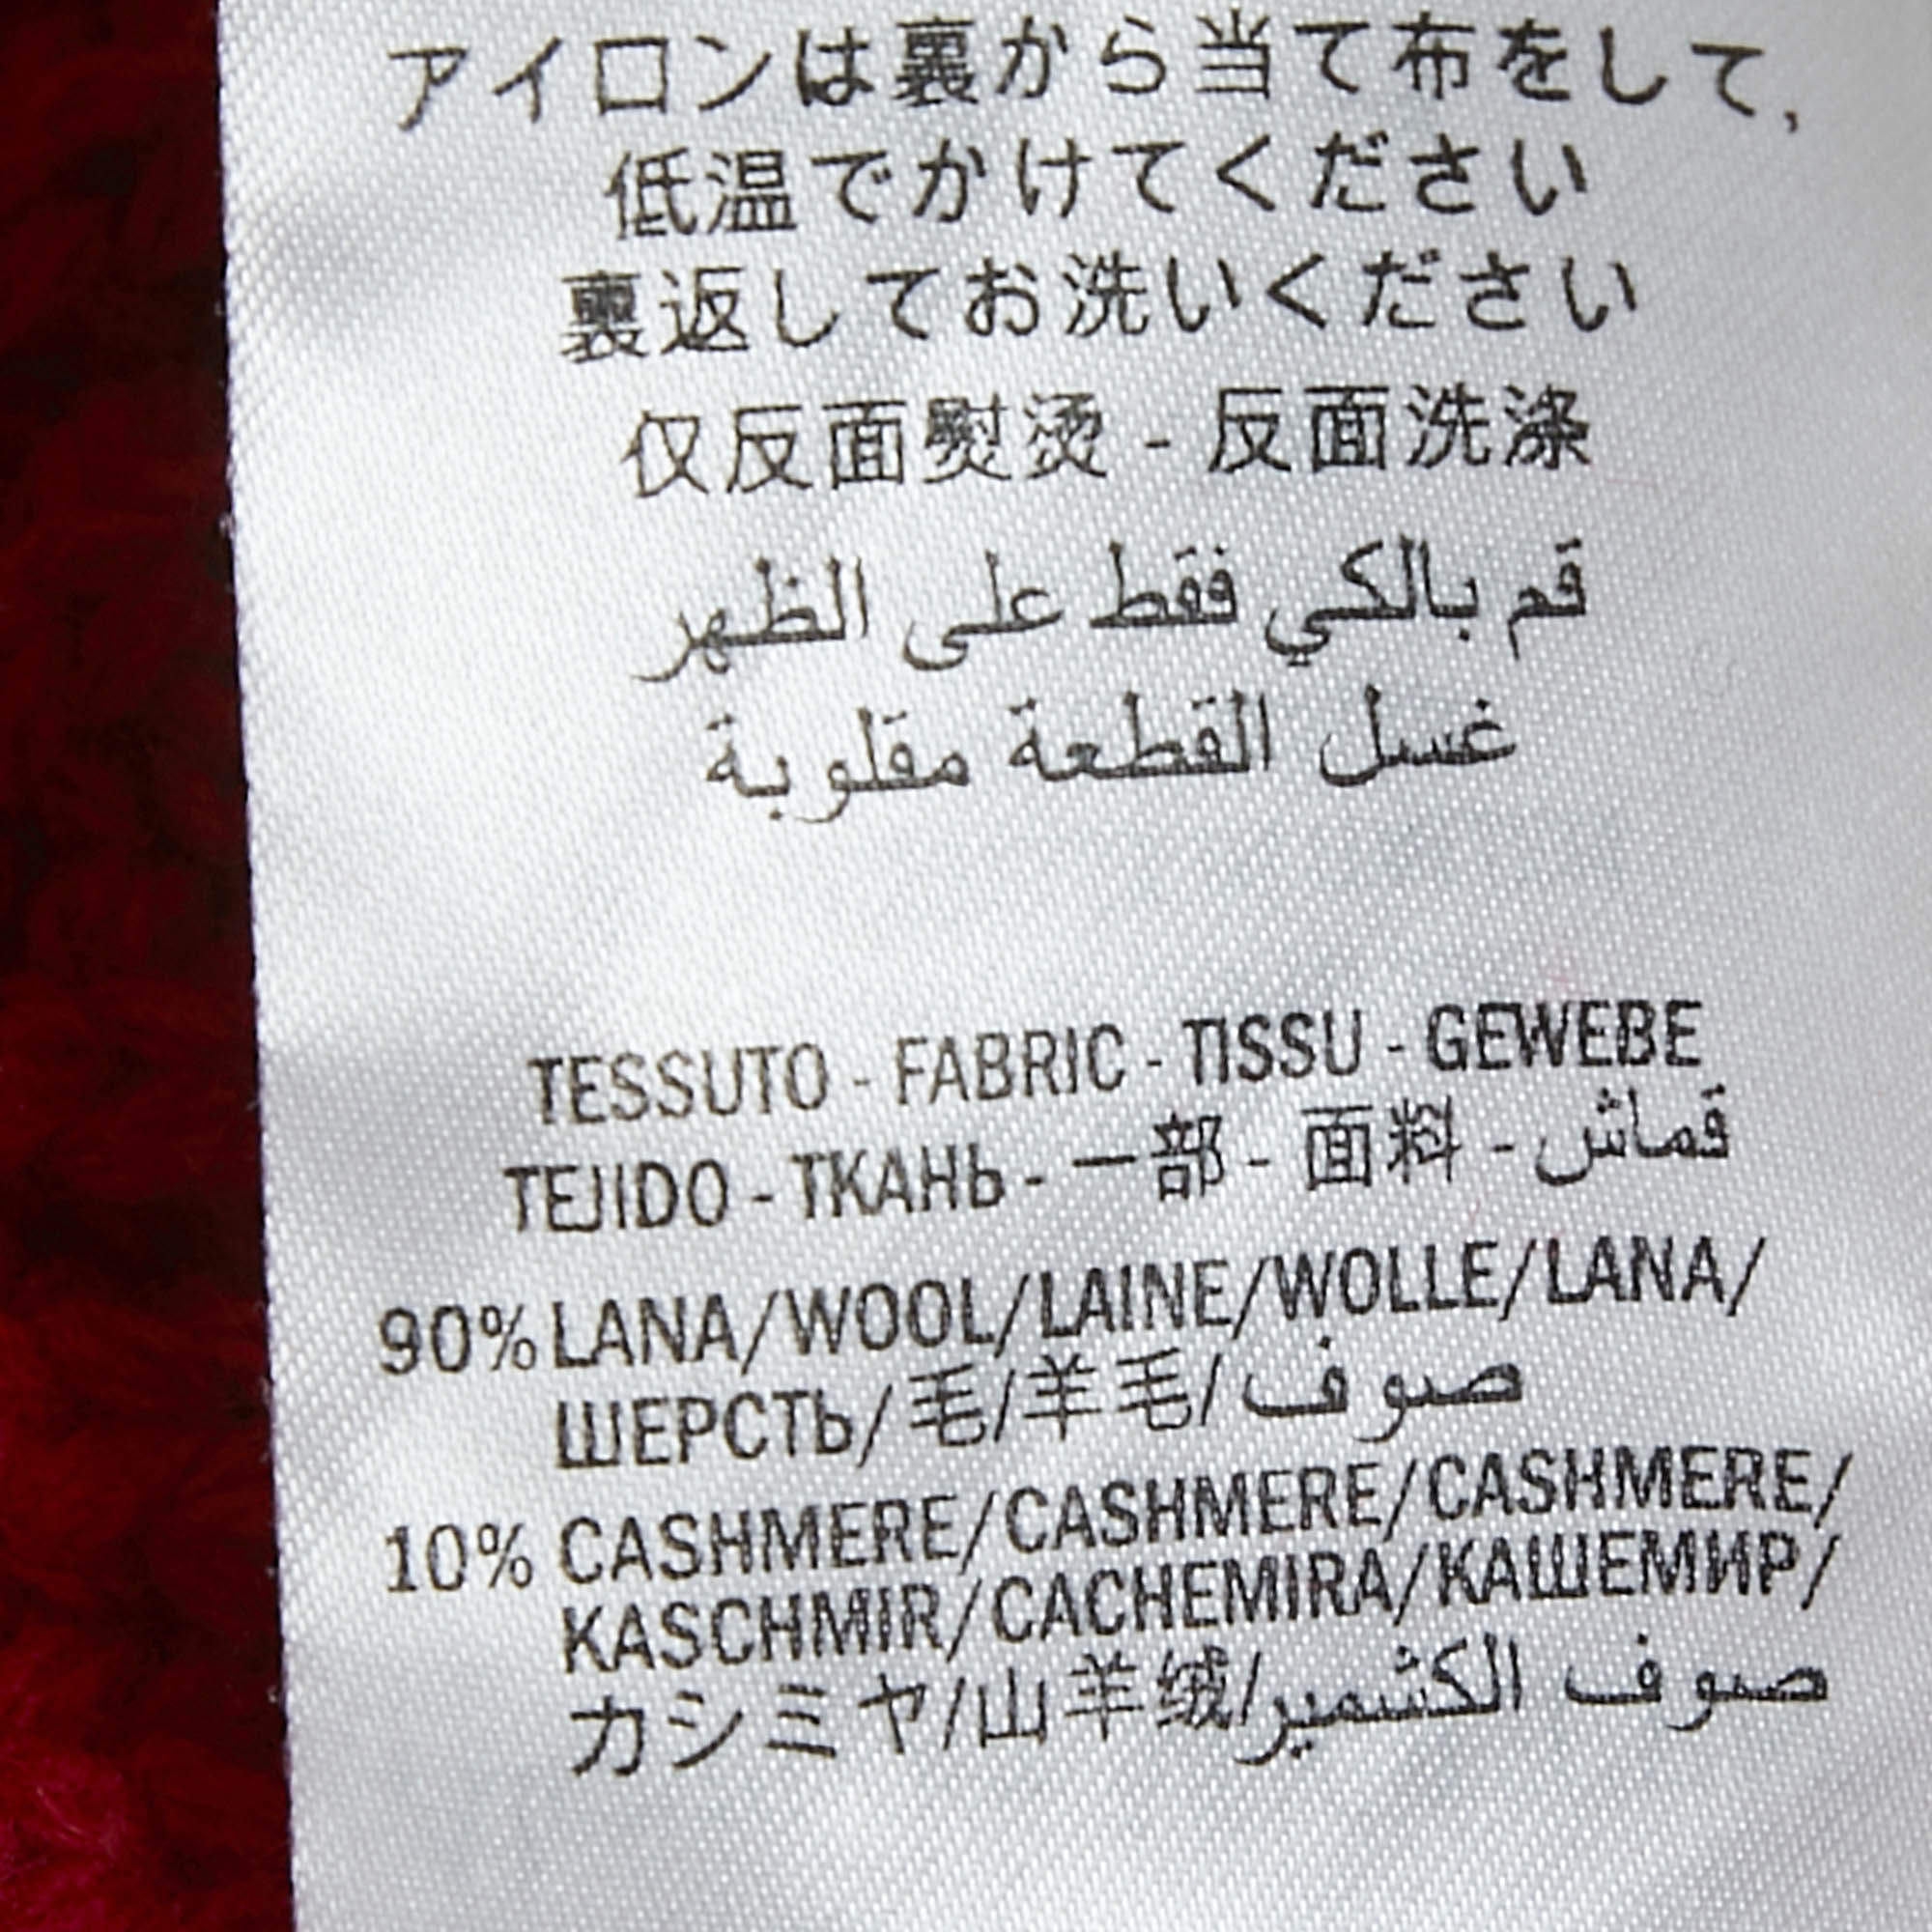 アイロンは裏から当て布をして,
低温でかけてください
裏返してお洗いください
仅反面熨烫 - 反面洗涤
قم بالكي فقط على الظهر
غسل القطعة مقلوبة
TESSUTO - FABRIC - TISSU - GEWEBE
TEJIDO - ТКАНЬ - 一部 - 面料 - قماش
90% LANA/WOOL/LAINE/WOLLE/LANA/
ШЕРСТЬ/毛/羊毛/صوف
10% CASHMERE/CASHMERE/CASHMERE/
KASCHMIR/CACHEMIRA/КАШЕМИР/
カシミヤ/山羊绒/صوف الكشمير